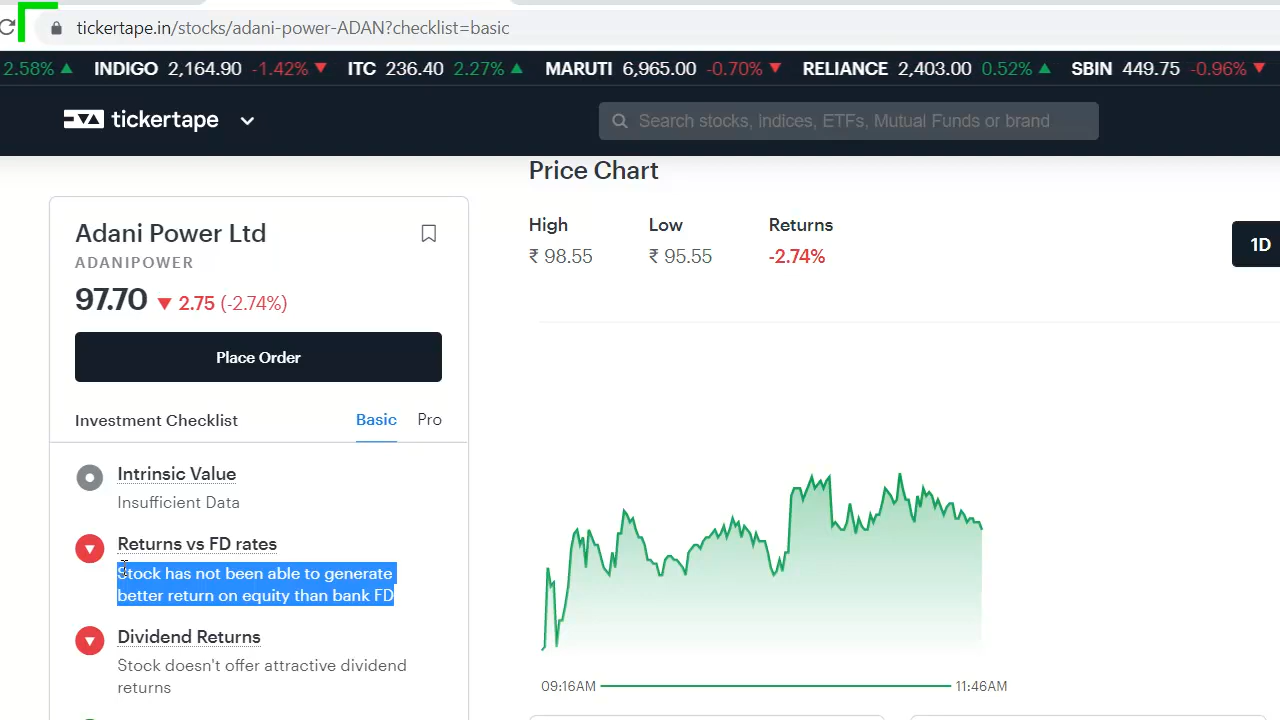 tickertape.in/stocks/adani-power-ADAN?checklist=basic
2.58% ▲ INDIGO 2,164.90 -1.42% ▼ ITC 236.40 2.27% ▲ MARUTI 6,965.00 -0.70% ▼ RELIANCE 2,403.00 0.52% ▲ SBIN 449.75 -0.96% ▼
tickertape
Search stocks, indices, ETFs, Mutual Funds or brand
Price Chart
High Low Returns
₹ 98.55 ₹ 95.55 -2.74%
1D
Adani Power Ltd
ADANIPOWER
97.70 ▼ 2.75 (-2.74%)
Place Order
Investment Checklist Basic Pro
Intrinsic Value
Insufficient Data
Returns vs FD rates
Stock has not been able to generate
better return on equity than bank FD
Dividend Returns
Stock doesn't offer attractive dividend
returns
09:16AM 11:46AM